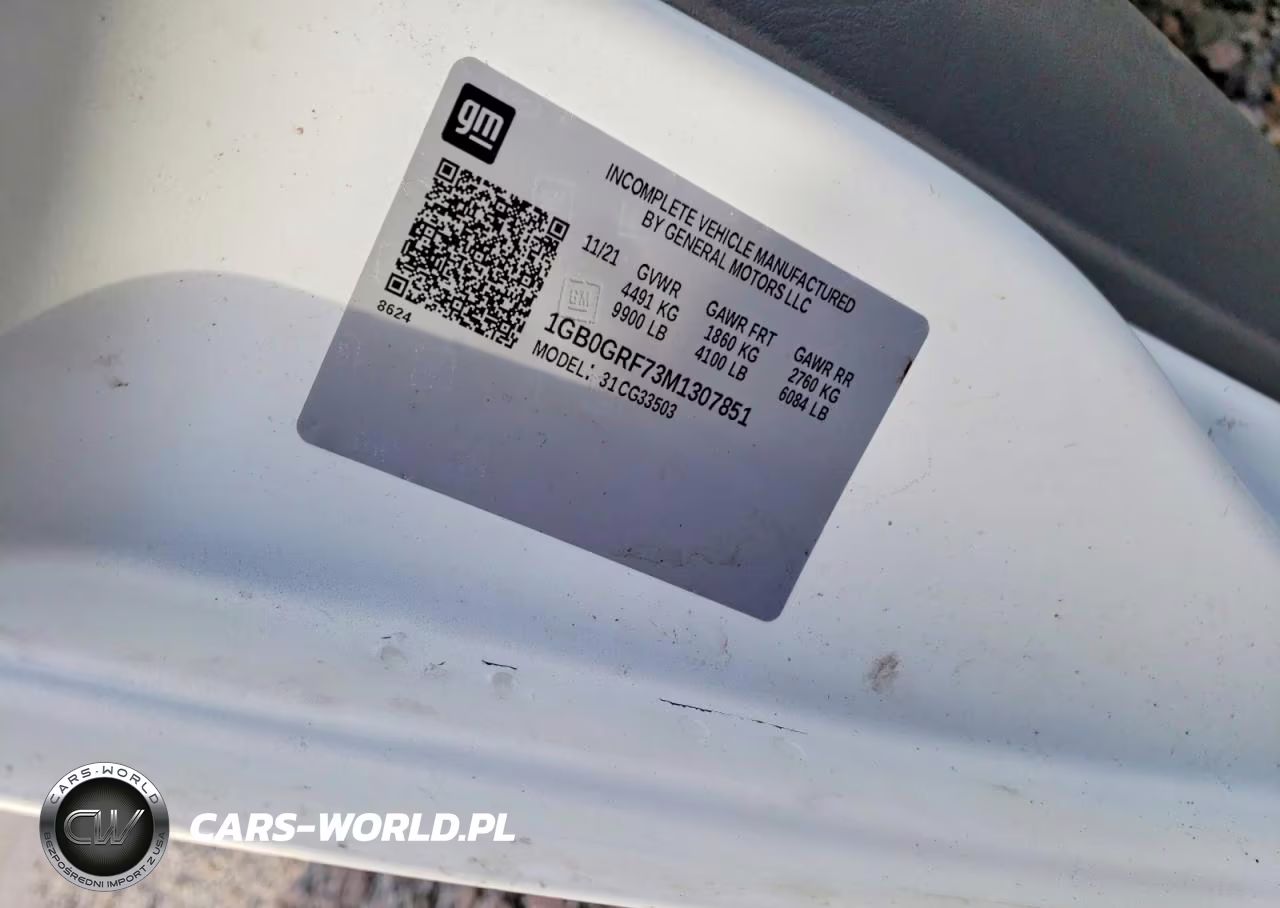 gm
INCOMPLETE VEHICLE MANUFACTURED
BY GENERAL MOTORS LLC
11/21
GVWR
4491 KG
9900 LB
GAWR FRT
1860 KG
4100 LB
GAWR RR
2760 KG
6084 LB
GM
8624
1GB0GRF73M1307851
MODEL: 31CG33503
CARS-WORLD
CW
BEZPOŚREDNI IMPORT Z USA
CARS-WORLD.PL